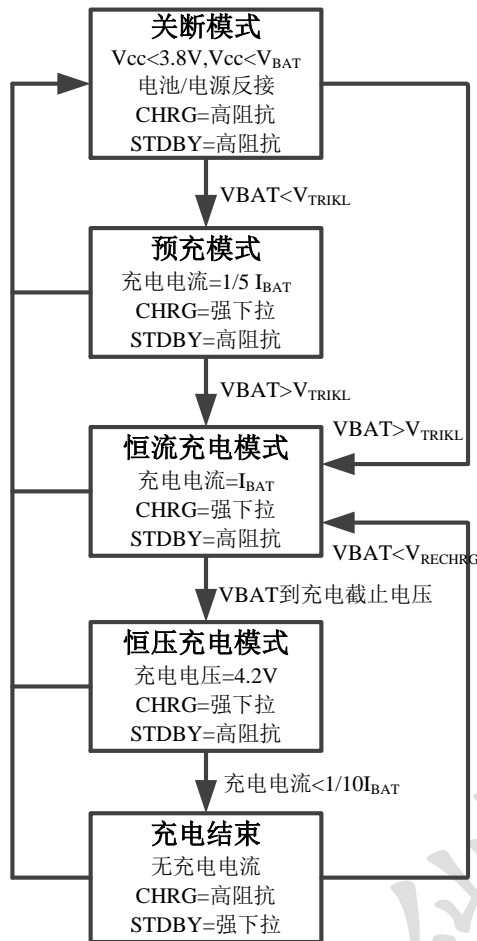 关断模式
Vcc<3.8V,Vcc<VBAT
电池/电源反接
CHRG=高阻抗
STDBY=高阻抗
VBAT<VTRIKL
预充模式
充电电流=1/5 IBAT
CHRG=强下拉
STDBY=高阻抗
VBAT>VTRIKL
VBAT>VTRIKL
恒流充电模式
充电电流=IBAT
CHRG=强下拉
STDBY=高阻抗
VBAT<VRECHRG
VBAT到充电截止电压
恒压充电模式
充电电压=4.2V
CHRG=强下拉
STDBY=高阻抗
充电电流<1/10IBAT
充电结束
无充电电流
CHRG=高阻抗
STDBY=强下拉